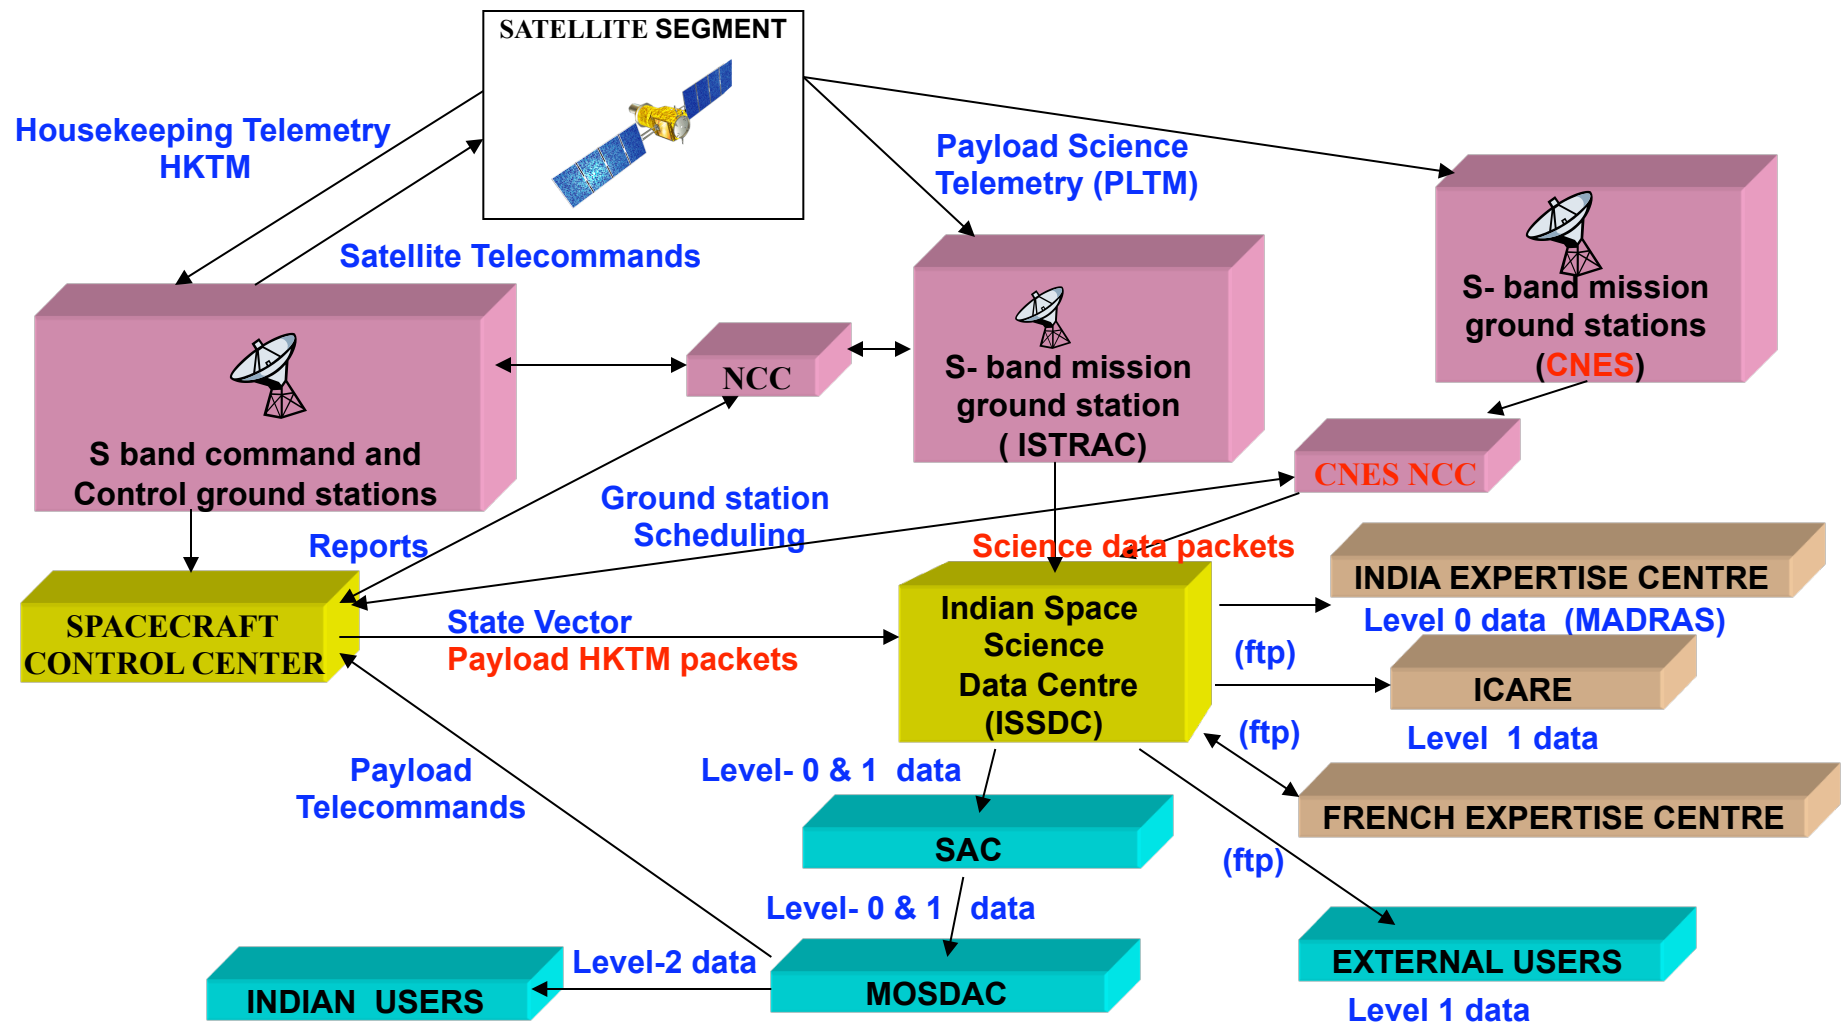 SATELLITE SEGMENT
Housekeeping Telemetry
HKTM
Payload Science
Telemetry (PLTM)
Satellite Telecommands
S- band mission
ground stations
(CNES)
NCC
S- band mission
ground station
( ISTRAC)
S band command and
Control ground stations
CNES NCC
Ground station
Scheduling
Reports
Science data packets
INDIA EXPERTISE CENTRE
Level 0 data (MADRAS)
SPACECRAFT
CONTROL CENTER
State Vector
Payload HKTM packets
Indian Space
Science
Data Centre
(ISSDC)
(ftp)
ICARE
Level 1 data
(ftp)
FRENCH EXPERTISE CENTRE
Payload
Telecommands
Level- 0 & 1 data
SAC
(ftp)
Level- 0 & 1 data
EXTERNAL USERS
Level 1 data
Level-2 data
MOSDAC
INDIAN USERS